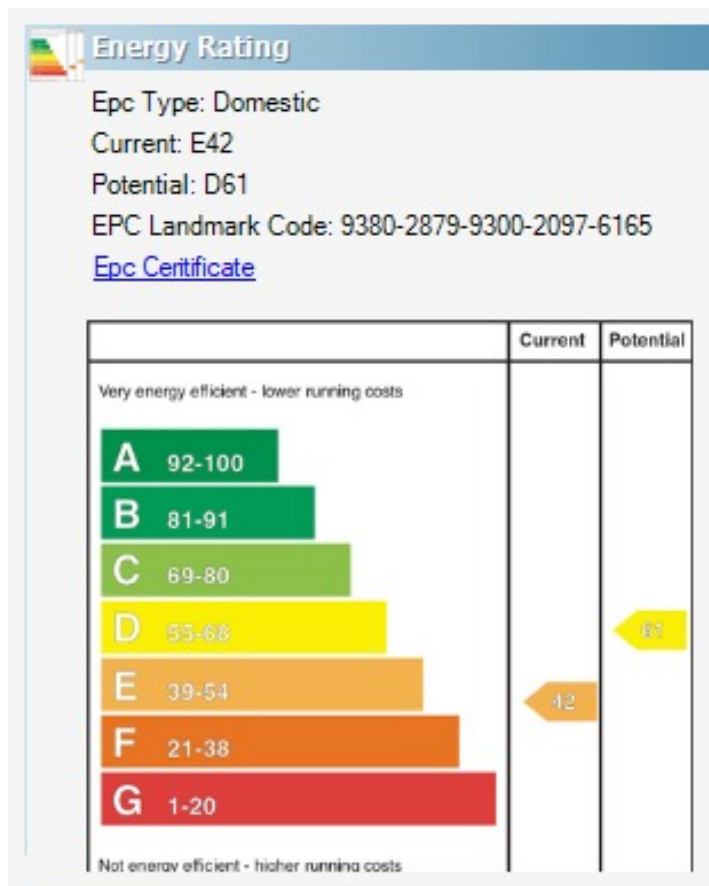 Energy Rating
Epc Type: Domestic
Current: E42
Potential: D61
EPC Landmark Code: 9380-2879-9300-2097-6165
Epc Ceritificate
Current Potential
Very energy efficient - lower running costs
A 92-100
B 81-91
C 69-80
D 55-68
61
E 39-54
42
F 21-38
G 1-20
Not energy efficient - higher running costs